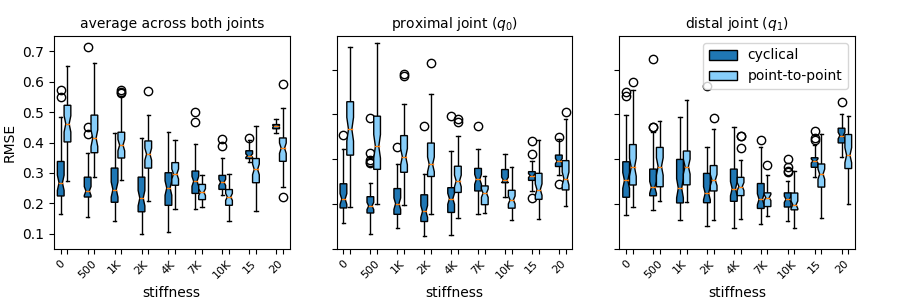 average across both joints
proximal joint (q₀)
distal joint (q₁)
cyclical
point-to-point
RMSE
0.7
0.6
0.5
0.4
0.3
0.2
0.1
0 500 1K 2K 4K 7K 10K 15 20
0 500 1K 2K 4K 7K 10K 15 20
0 500 1K 2K 4K 7K 10K 15 20
stiffness
stiffness
stiffness